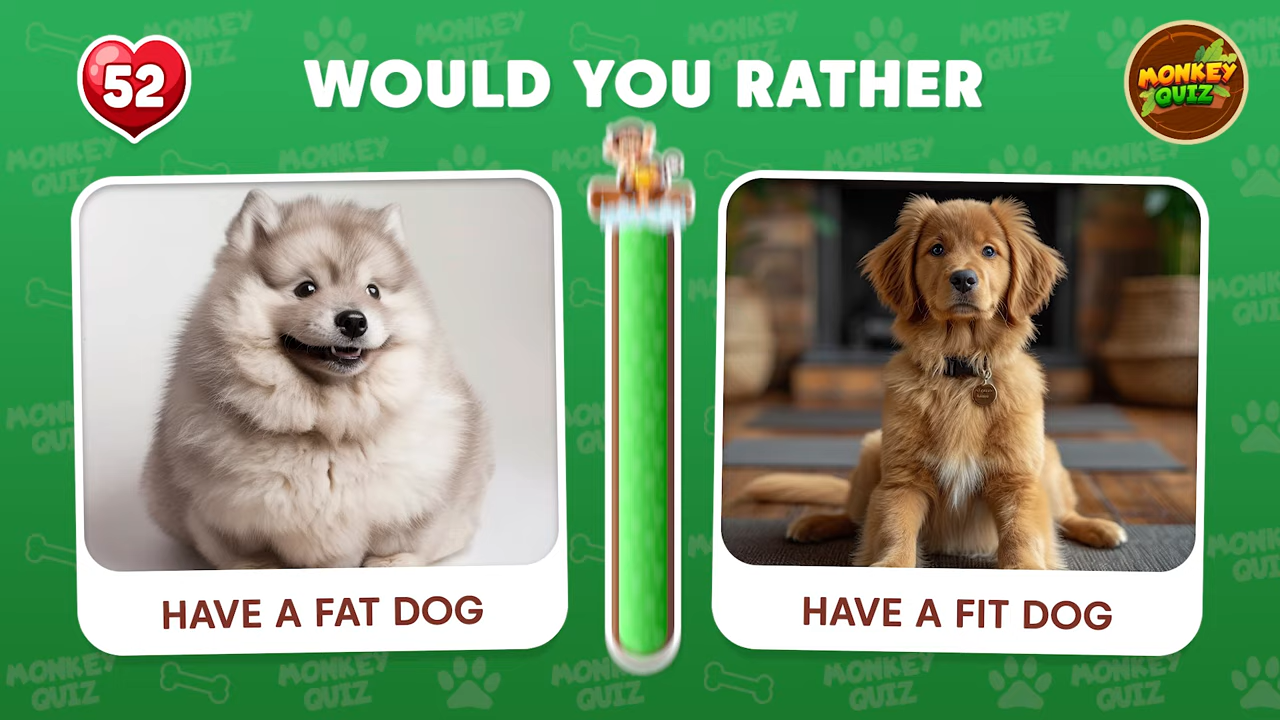 52
WOULD YOU RATHER
MONKEY
QUIZ
HAVE A FAT DOG
HAVE A FIT DOG